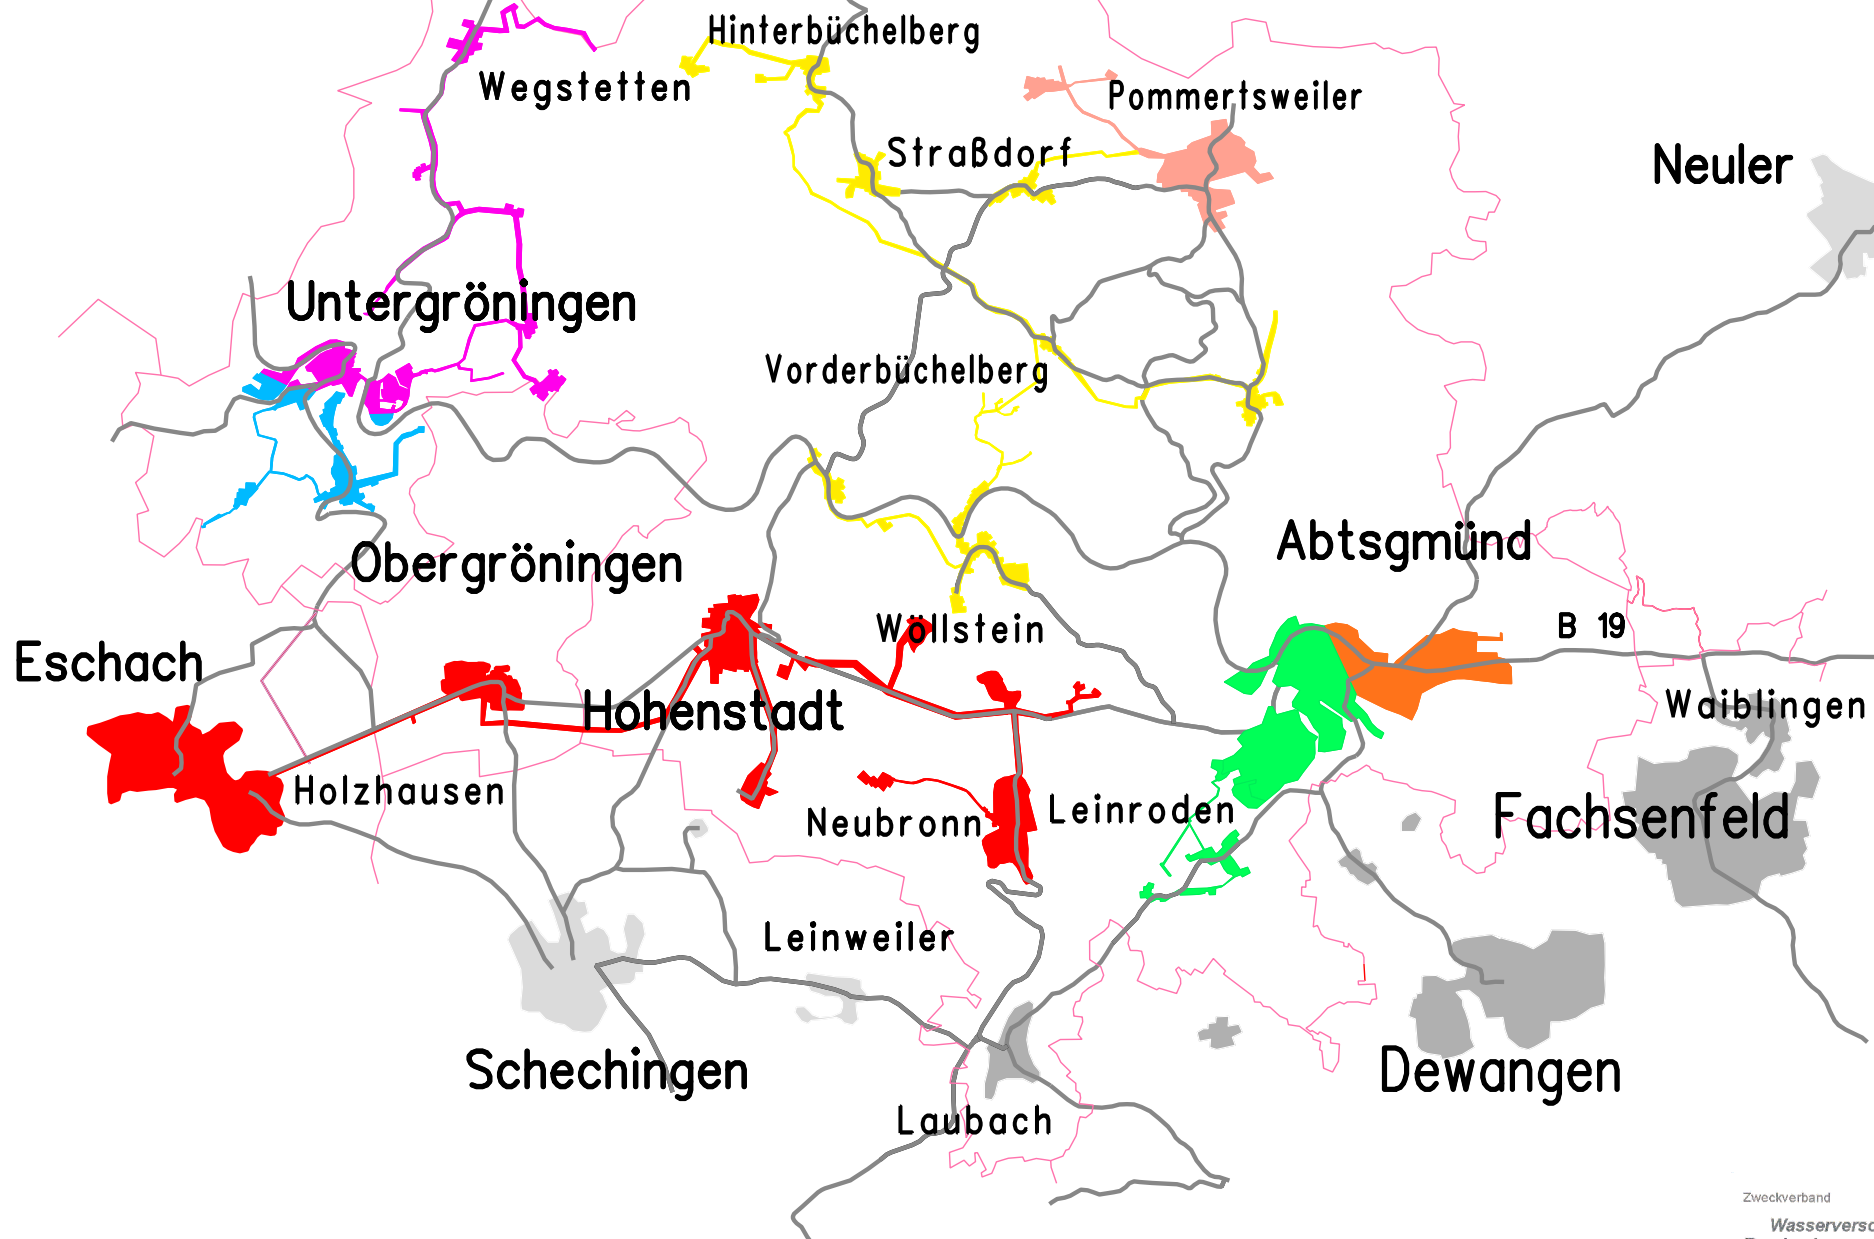 Hinterbüchelberg
Wegstetten
Pommertsweiler
Straßdorf
Neuler
Untergröningen
Vorderbüchelberg
Abtsgmünd
Obergröningen
B 19
Wöllstein
Eschach
Waiblingen
Hohenstadt
Holzhausen
Leinroden
Neubronn
Fachsenfeld
Leinweiler
Schechingen
Dewangen
Laubach
Zweckverband
Wasserversc